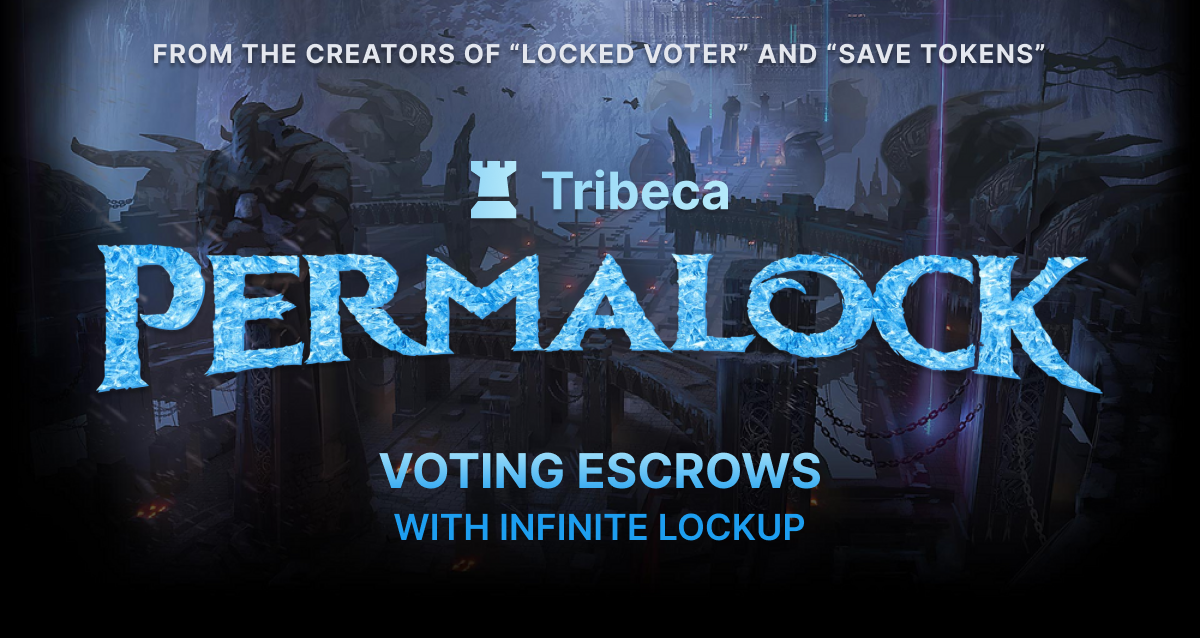 FROM THE CREATORS OF “LOCKED VOTER” AND “SAVE TOKENS”
Tribeca
PERMALOCK
VOTING ESCROWS
WITH INFINITE LOCKUP